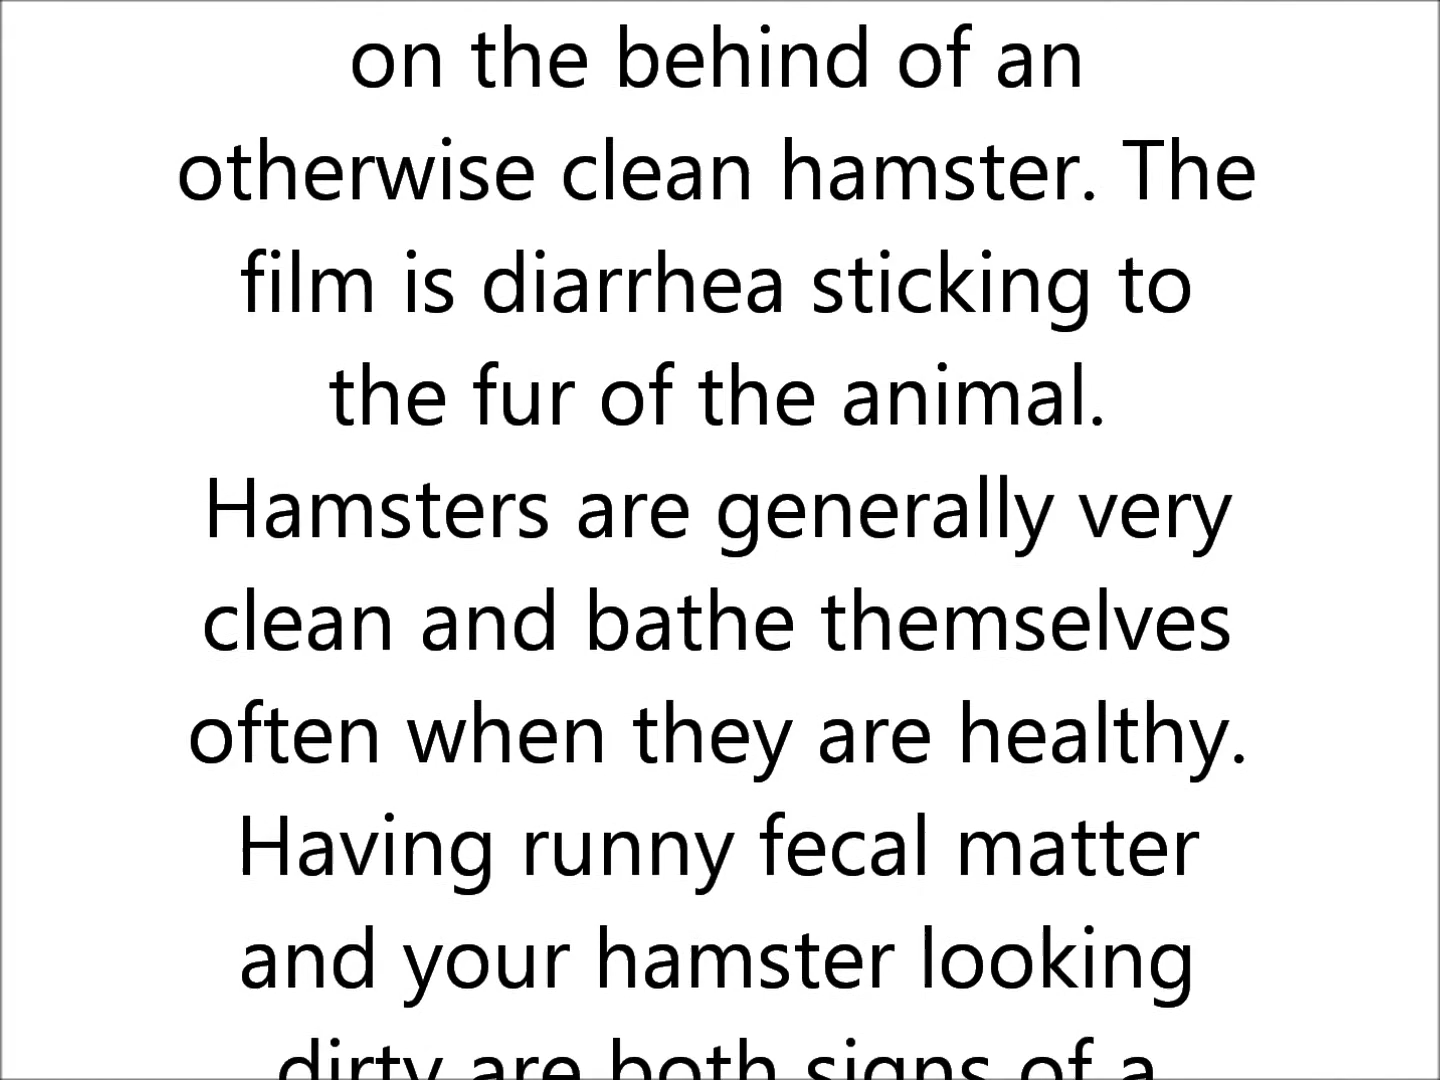 on the behind of an
otherwise clean hamster. The
film is diarrhea sticking to
the fur of the animal.
Hamsters are generally very
clean and bathe themselves
often when they are healthy.
Having runny fecal matter
and your hamster looking
dirty are both signs of a